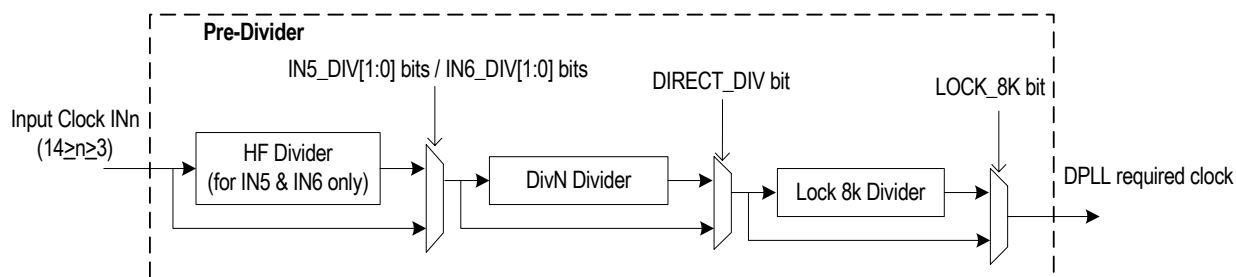 Pre-Divider
IN5_DIV[1:0] bits / IN6_DIV[1:0] bits
DIRECT_DIV bit
LOCK_8K bit
Input Clock INn
(14≥n≥3)
HF Divider
(for IN5 & IN6 only)
DivN Divider
Lock 8k Divider
DPLL required clock